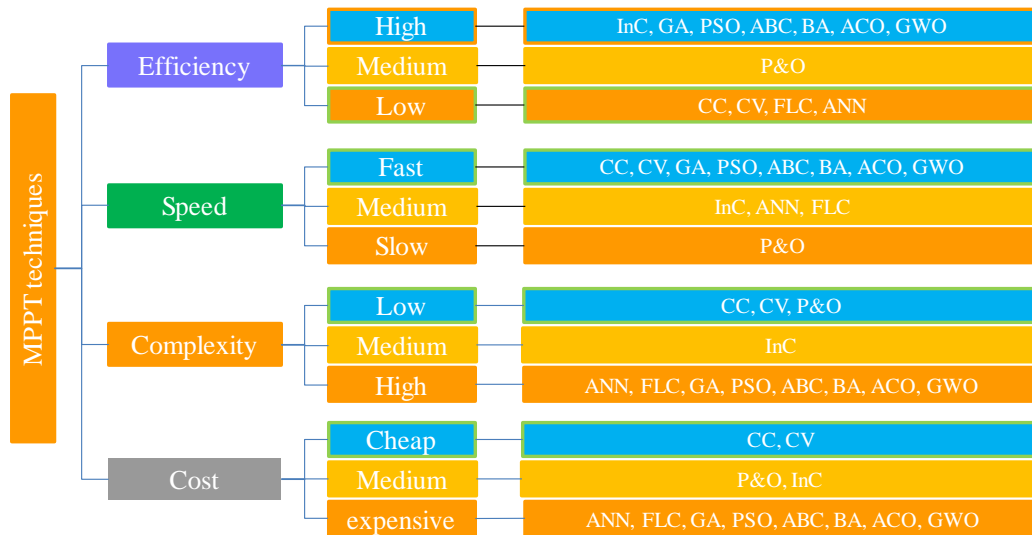 MPPT techniques
Efficiency
High
InC, GA, PSO, ABC, BA, ACO, GWO
Medium
P&O
Low
CC, CV, FLC, ANN
Speed
Fast
CC, CV, GA, PSO, ABC, BA, ACO, GWO
Medium
InC, ANN, FLC
Slow
P&O
Complexity
Low
CC, CV, P&O
Medium
InC
High
ANN, FLC, GA, PSO, ABC, BA, ACO, GWO
Cost
Cheap
CC, CV
Medium
P&O, InC
expensive
ANN, FLC, GA, PSO, ABC, BA, ACO, GWO